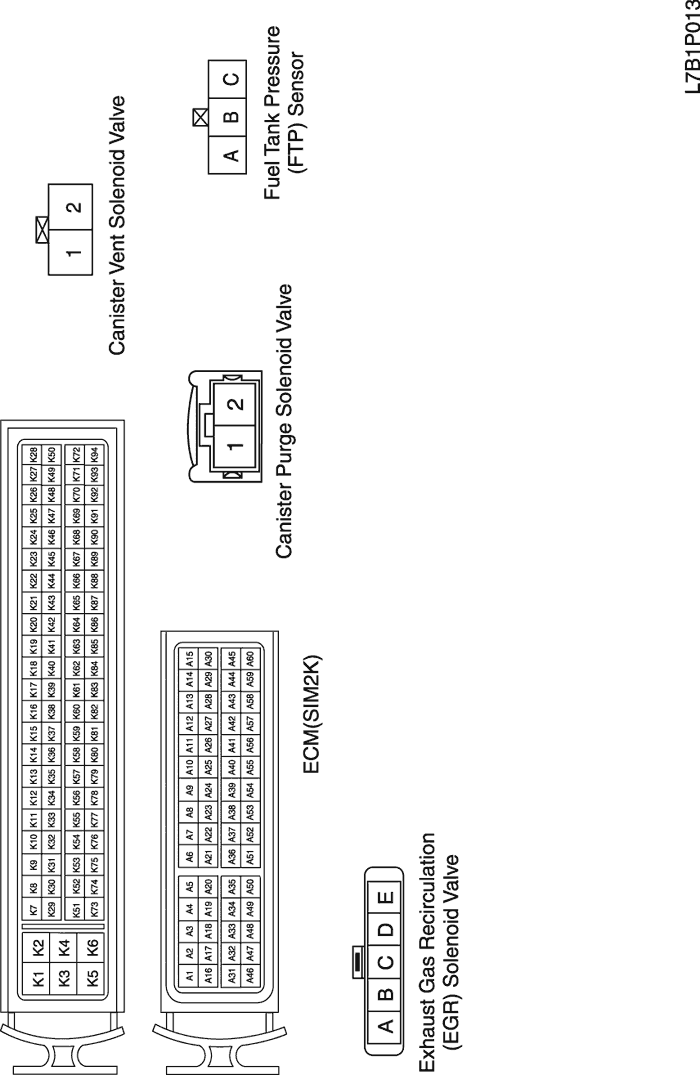 K1 K2
K3 K4
K5 K6
K7 K8 K9 K10 K11 K12 K13 K14 K15 K16 K17 K18 K19 K20 K21 K22 K23 K24 K25 K26 K27 K28
K29 K30 K31 K32 K33 K34 K35 K36 K37 K38 K39 K40 K41 K42 K43 K44 K45 K46 K47 K48 K49 K50
K51 K52 K53 K54 K55 K56 K57 K58 K59 K60 K61 K62 K63 K64 K65 K66 K67 K68 K69 K70 K71 K72
K73 K74 K75 K76 K77 K78 K79 K80 K81 K82 K83 K84 K85 K86 K87 K88 K89 K90 K91 K92 K93 K94
1 2
Canister Vent Solenoid Valve
A1 A2 A3 A4 A5 A6 A7 A8 A9 A10 A11 A12 A13 A14 A15
A16 A17 A18 A19 A20 A21 A22 A23 A24 A25 A26 A27 A28 A29 A30
A31 A32 A33 A34 A35 A36 A37 A38 A39 A40 A41 A42 A43 A44 A45
A46 A47 A48 A49 A50 A51 A52 A53 A54 A55 A56 A57 A58 A59 A60
ECM(SIM2K)
1 2
Canister Purge Solenoid Valve
A B C
Fuel Tank Pressure
(FTP) Sensor
A B C D E
Exhaust Gas Recirculation
(EGR) Solenoid Valve
L7B1P013